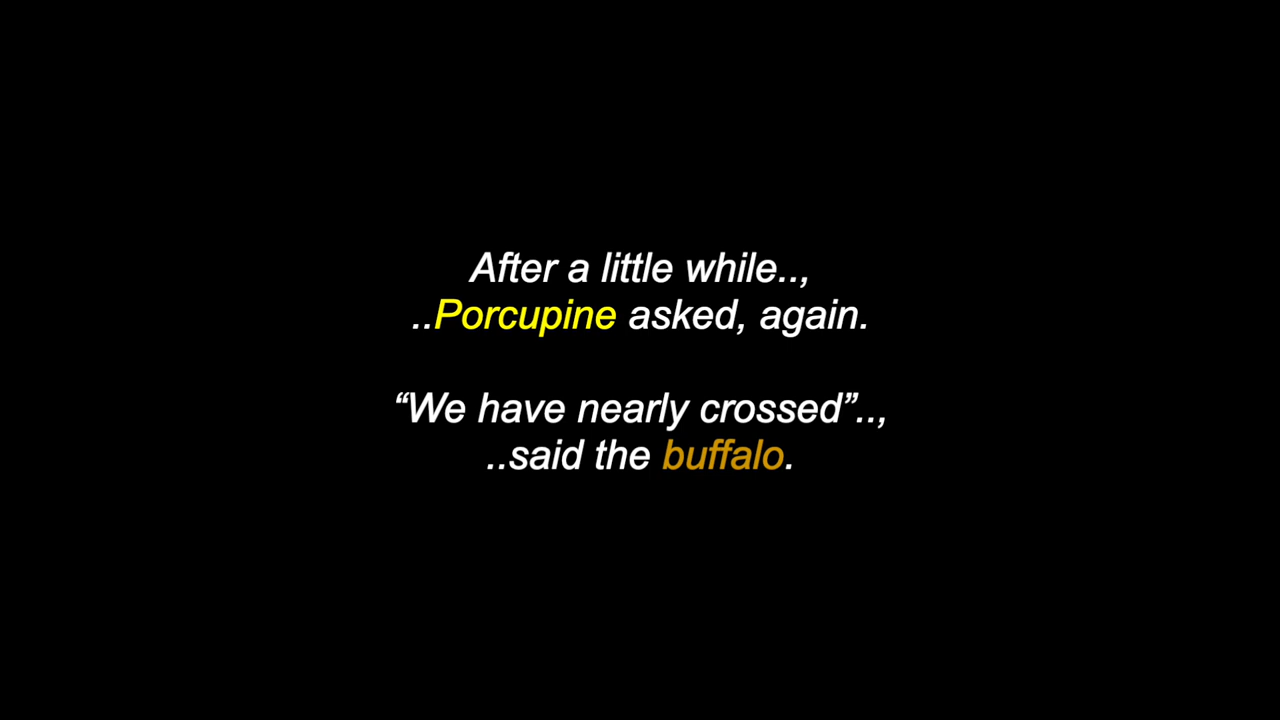 After a little while..,
..Porcupine asked, again.
“We have nearly crossed”..,
..said the buffalo.